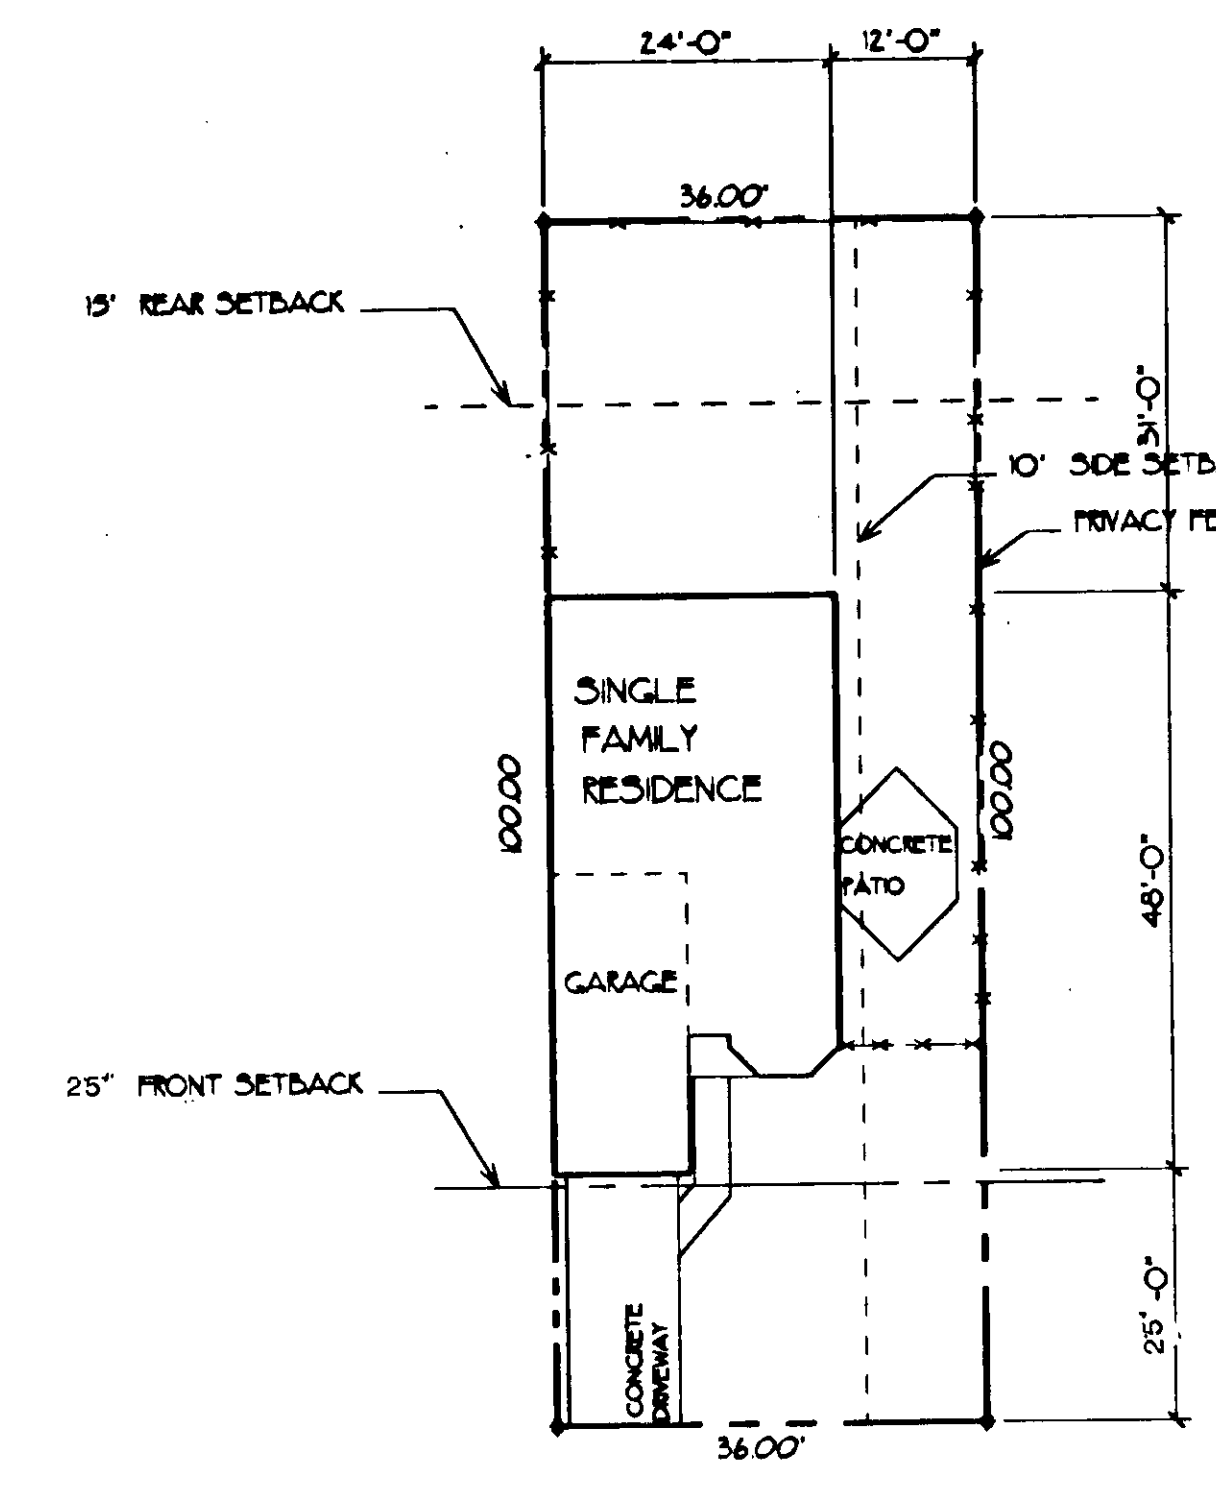 24'-0" 12'-0"
36.00'
15' REAR SETBACK
31'-0"
10' SIDE SETB
PRIVACY FE
SINGLE
FAMILY
RESIDENCE
100.00
100.00
CONCRETE
PATIO
48'-0"
GARAGE
25' FRONT SETBACK
25'-0"
CONCRETE
DRIVEWAY
36.00'